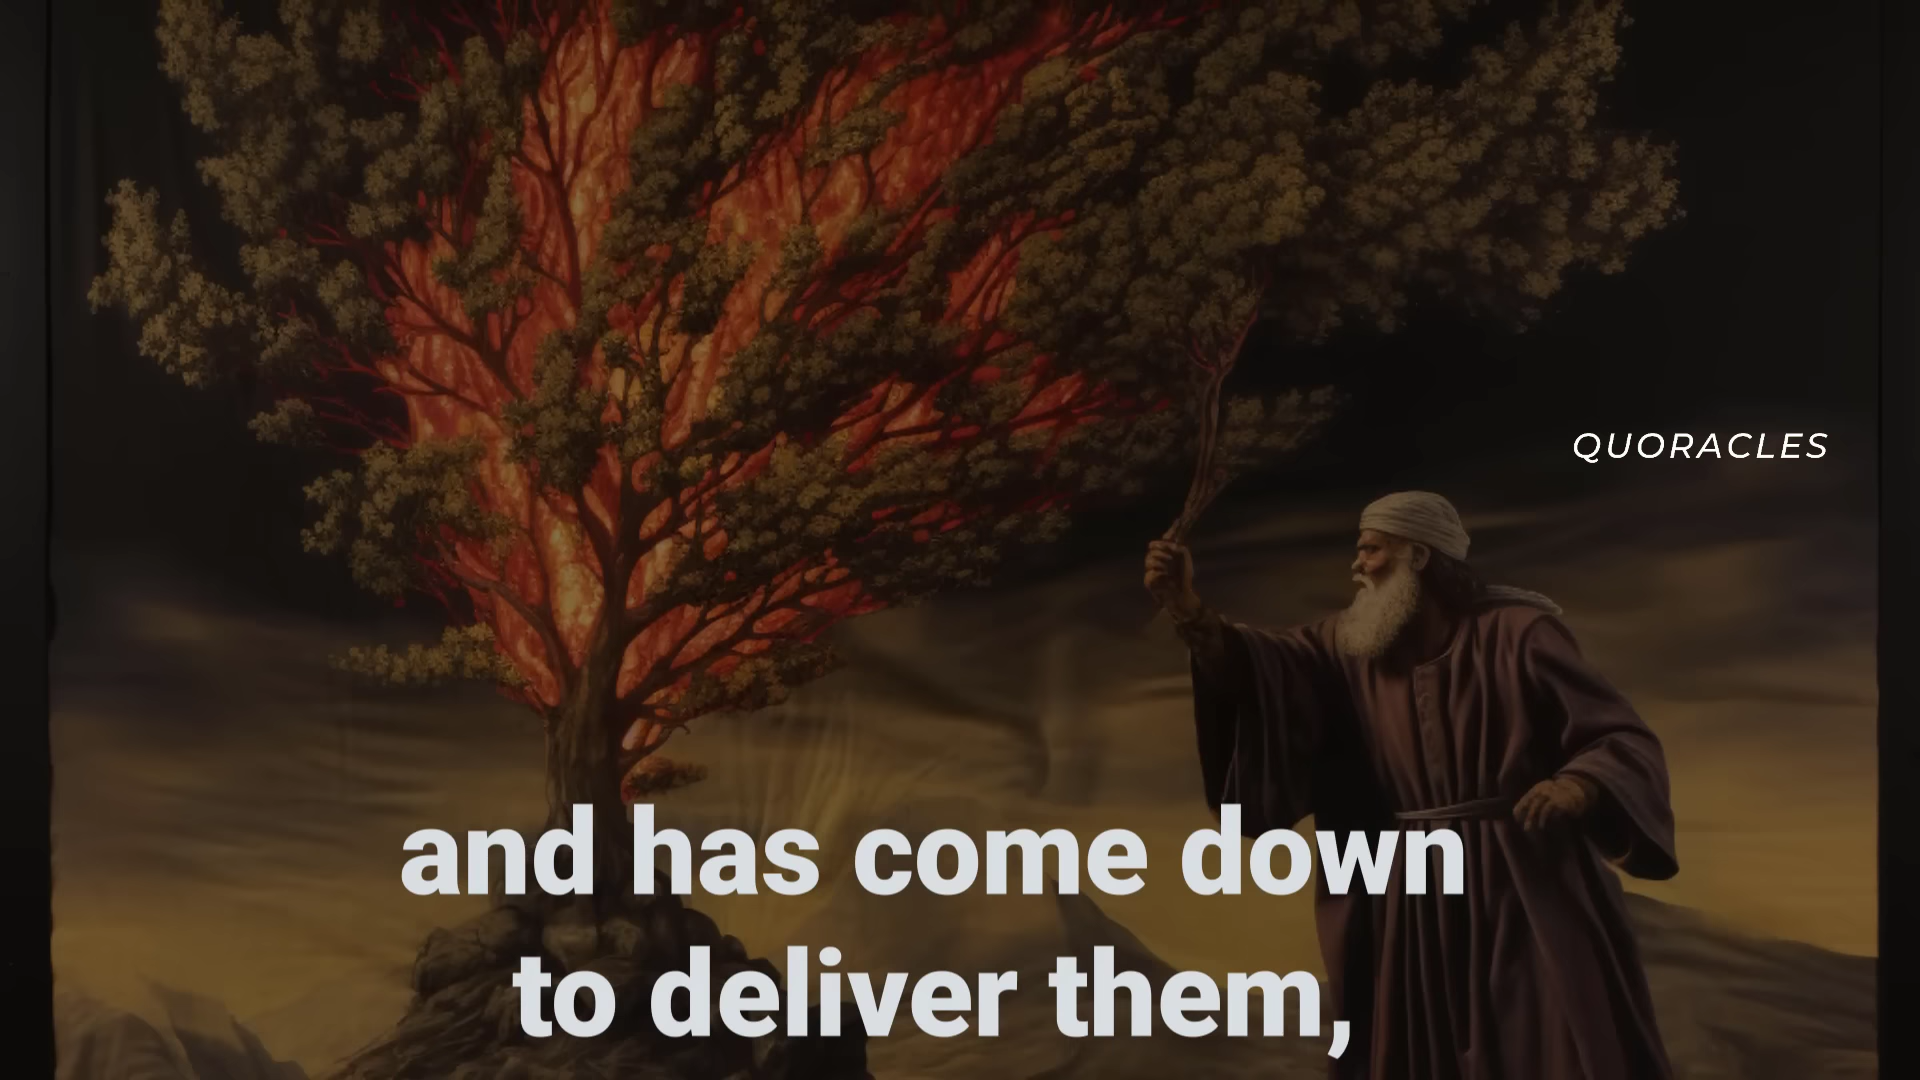 QUORACLES
and has come down
to deliver them,